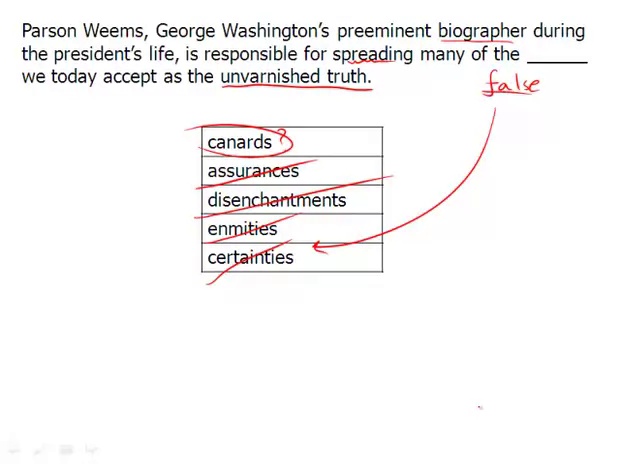 Parson Weems, George Washington's preeminent biographer during
the president's life, is responsible for spreading many of the ______
we today accept as the unvarnished truth.
false
canards ?
assurances
disenchantments
enmities
certainties